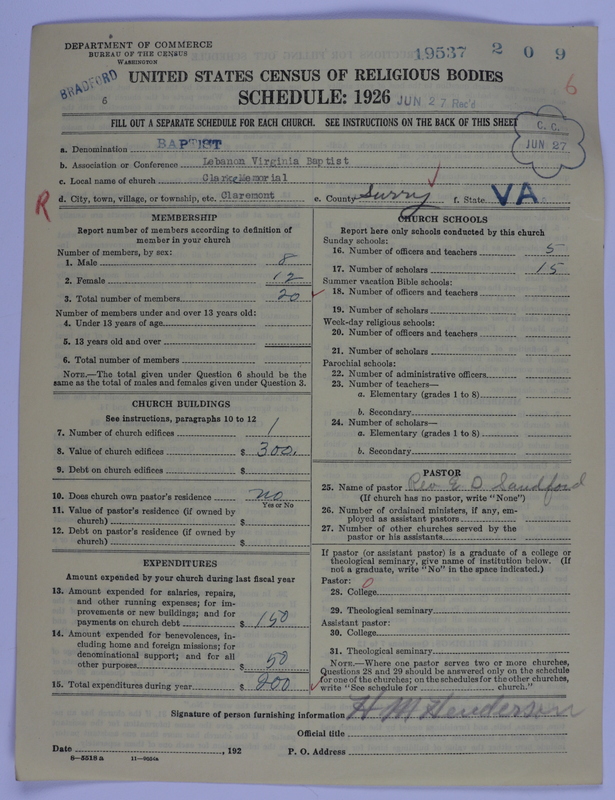 DEPARTMENT OF COMMERCE
BUREAU OF THE CENSUS
WASHINGTON
19537 209
BRADFORD
6
6
UNITED STATES CENSUS OF RELIGIOUS BODIES
SCHEDULE: 1926 JUN 27 Rec'd
FILL OUT A SEPARATE SCHEDULE FOR EACH CHURCH. SEE INSTRUCTIONS ON THE BACK OF THIS SHEET
C. C.
JUN 27
a. Denomination BAPTIST
b. Association or Conference Lebanon Virginia Baptist
c. Local name of church Clarke Memorial
R
d. City, town, village, or township, etc. Claremont e. County Surry f. State VA
MEMBERSHIP
Report number of members according to definition of member in your church
Number of members, by sex:
1. Male 8
2. Female 12
3. Total number of members 20
Number of members under and over 13 years old:
4. Under 13 years of age
5. 13 years old and over
6. Total number of members
NOTE.—The total given under Question 6 should be the
same as the total of males and females given under Question 3.
CHURCH BUILDINGS
See instructions, paragraphs 10 to 12
7. Number of church edifices 1
8. Value of church edifices $ 300.
9. Debt on church edifices $
10. Does church own pastor's residence no
Yes or No
11. Value of pastor's residence (if owned by
church) $
12. Debt on pastor's residence (if owned by
church) $
EXPENDITURES
Amount expended by your church during last fiscal year
13. Amount expended for salaries, repairs,
and other running expenses; for im-
provements or new buildings; and for
payments on church debt $ 150
14. Amount expended for benevolences, in-
cluding home and foreign missions; for
denominational support; and for all
other purposes $ 50
15. Total expenditures during year $ 200
CHURCH SCHOOLS
Report here only schools conducted by this church
Sunday schools:
16. Number of officers and teachers 5
17. Number of scholars 15
Summer vacation Bible schools:
18. Number of officers and teachers
19. Number of scholars
Week-day religious schools:
20. Number of officers and teachers
21. Number of scholars
Parochial schools:
22. Number of administrative officers
23. Number of teachers—
a. Elementary (grades 1 to 8)
b. Secondary
24. Number of scholars—
a. Elementary (grades 1 to 8)
b. Secondary
PASTOR
25. Name of pastor Rev E D Sandford
(If church has no pastor, write "None")
26. Number of ordained ministers, if any, em-
ployed as assistant pastors
27. Number of other churches served by the
pastor or his assistants
If pastor (or assistant pastor) is a graduate of a college or
theological seminary, give name of institution below. (If
not a graduate, write "No" in the space indicated.)
Pastor:
28. College
29. Theological seminary
Assistant pastor:
30. College
31. Theological seminary
NOTE.—Where one pastor serves two or more churches,
Questions 28 and 29 should be answered only on the schedule
for one of the churches; on the schedules for the other churches,
write "See schedule for church."
Signature of person furnishing information H M Henderson
Official title
Date , 192 P. O. Address
8-5518 a